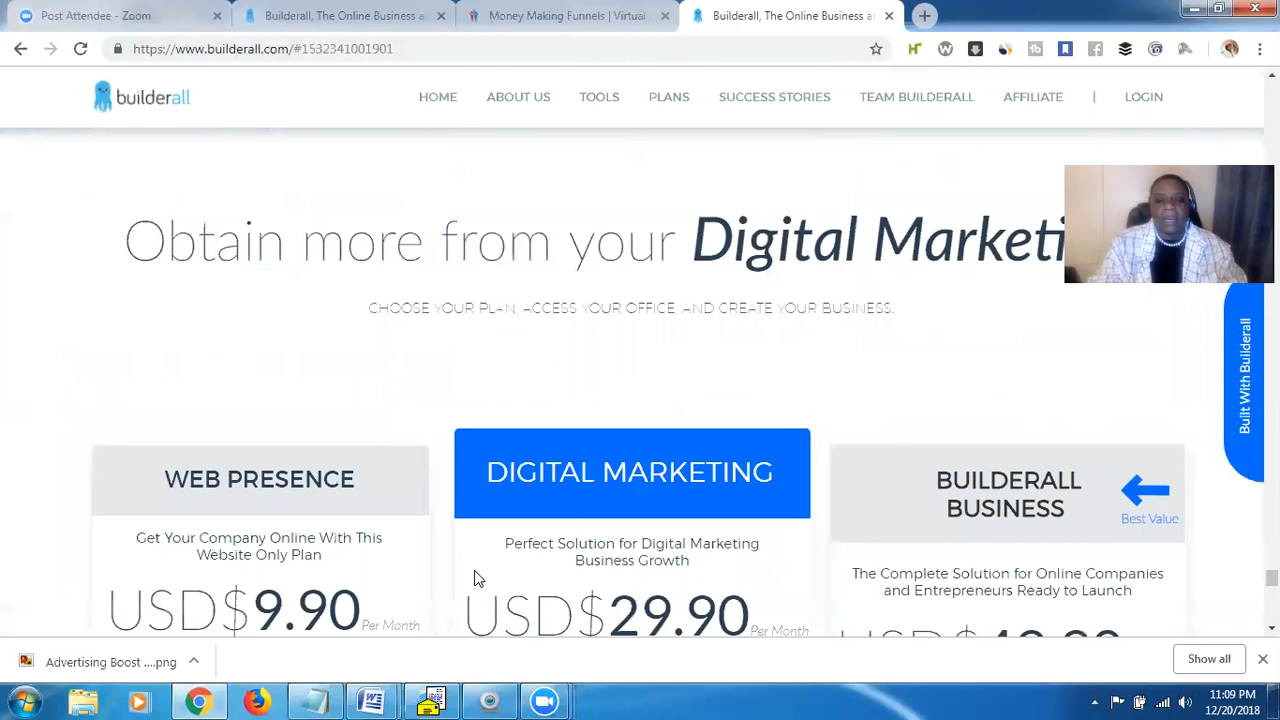 Post Attendee - Zoom
Builderall, The Online Business a
Money Maker Funnels | Virtual
Builderall, The Online Business a
https://www.builderall.com/#1532341001901
builderall
HOME ABOUT US TOOLS PLANS SUCCESS STORIES TEAM BUILDERALL AFFILIATE | LOGIN
Obtain more from your Digital Marketi
CHOOSE YOUR PLAN, ACCESS YOUR OFFICE, AND CREATE YOUR BUSINESS.
Built With Builderall
WEB PRESENCE
Get Your Company Online With This
Website Only Plan
USD$9.90 Per Month
DIGITAL MARKETING
Perfect Solution for Digital Marketing
Business Growth
USD$29.90 Per Month
BUILDERALL
BUSINESS
Best Value
The Complete Solution for Online Companies
and Entrepreneurs Ready to Launch
Advertising Boost ....png
Show all
11:09 PM
12/20/2018